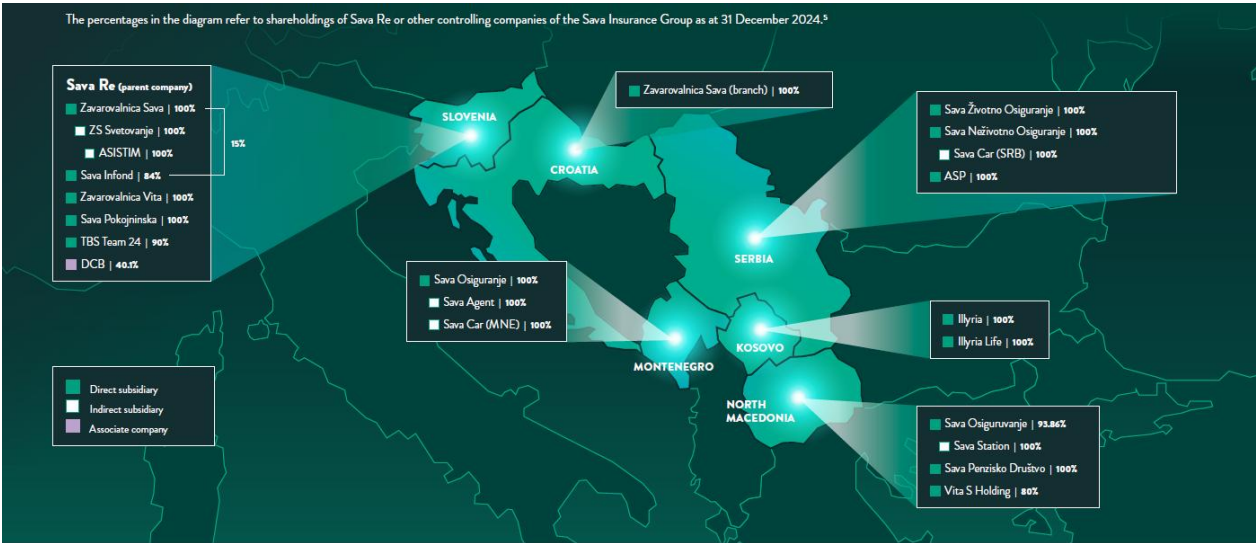 The percentages in the diagram refer to shareholdings of Sava Re or other controlling companies of the Sava Insurance Group as at 31 December 2024.⁵
Sava Re (parent company)
Zavarovalnica Sava | 100%
ZS Svetovanje | 100%
ASISTIM | 100%
Sava Infond | 84%
Zavarovalnica Vita | 100%
Sava Pokojninska | 100%
TBS Team 24 | 90%
DCB | 40.1%
15%
SLOVENIA
Zavarovalnica Sava (branch) | 100%
CROATIA
Sava Životno Osiguranje | 100%
Sava Neživotno Osiguranje | 100%
Sava Car (SRB) | 100%
ASP | 100%
SERBIA
Sava Osiguranje | 100%
Sava Agent | 100%
Sava Car (MNE) | 100%
MONTENEGRO
Illyria | 100%
Illyria Life | 100%
KOSOVO
Direct subsidiary
Indirect subsidiary
Associate company
NORTH
MACEDONIA
Sava Osiguruvanje | 93.86%
Sava Station | 100%
Sava Penzisko Društvo | 100%
Vita S Holding | 80%